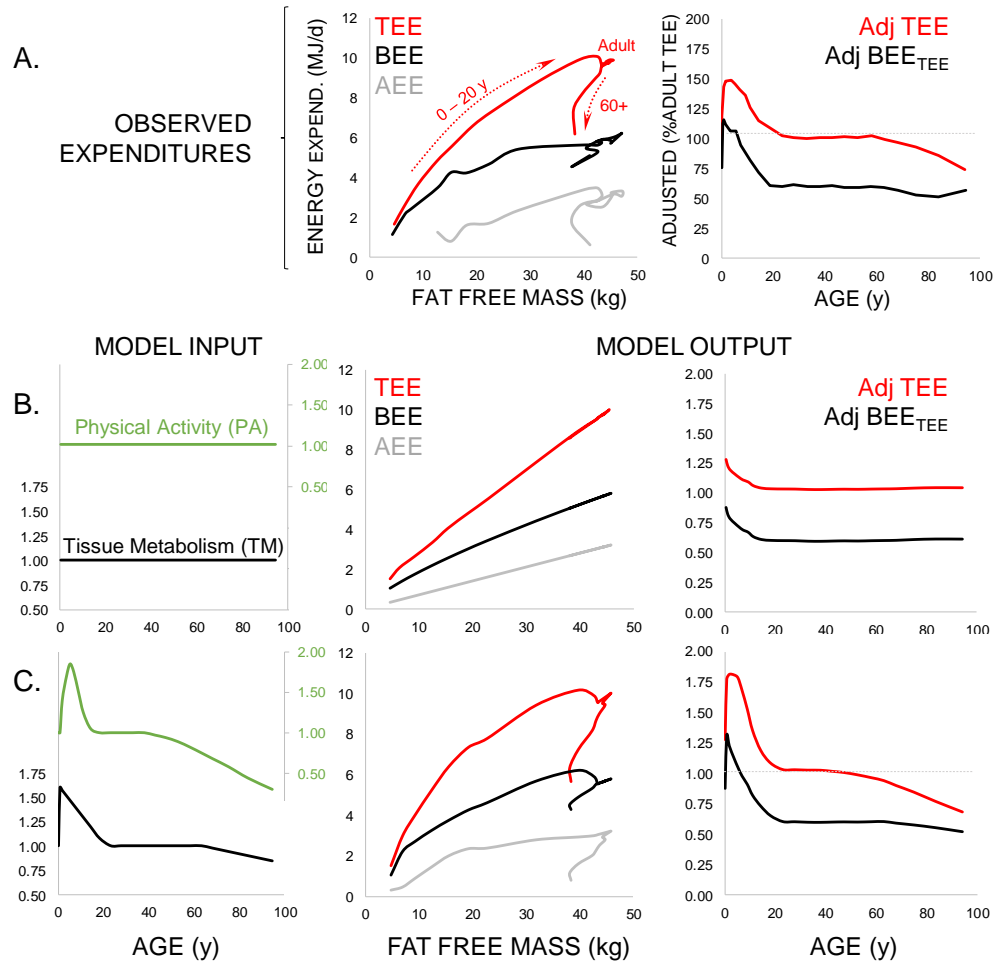 A.
OBSERVED
EXPENDITURES
ENERGY EXPEND. (MJ/d)
12
10
8
6
4
2
0
TEE
BEE
AEE
0 – 20 y
Adult
60+
0 10 20 30 40 50
FAT FREE MASS (kg)
ADJUSTED (%ADULT TEE)
200
175
150
125
100
75
50
25
0
Adj TEE
Adj BEETEE
0 20 40 60 80 100
AGE (y)
MODEL INPUT
MODEL OUTPUT
B.
2.00
1.50
1.00
0.50
Physical Activity (PA)
1.75
1.50
1.25
1.00
0.75
0.50
Tissue Metabolism (TM)
0 20 40 60 80 100
12
10
8
6
4
2
0
TEE
BEE
AEE
0 10 20 30 40 50
2.00
1.75
1.50
1.25
1.00
0.75
0.50
0.25
0.00
Adj TEE
Adj BEETEE
0 20 40 60 80 100
C.
2.00
1.50
1.00
0.50
1.75
1.50
1.25
1.00
0.75
0.50
0 20 40 60 80 100
AGE (y)
12
10
8
6
4
2
0
0 10 20 30 40 50
FAT FREE MASS (kg)
2.00
1.75
1.50
1.25
1.00
0.75
0.50
0.25
0.00
0 20 40 60 80 100
AGE (y)